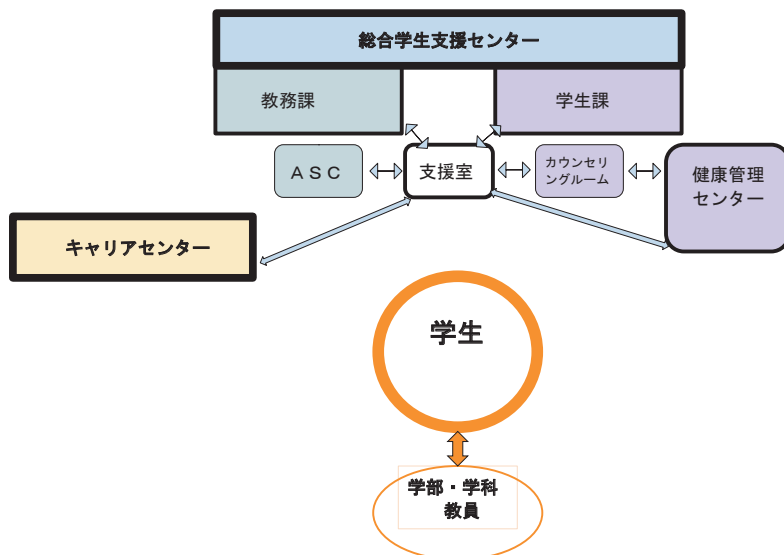 総合学生支援センター
教務課
学生課
ＡＳＣ
支援室
カウンセリ
ングルーム
健康管理
センター
キャリアセンター
学生
学部・学科
教員